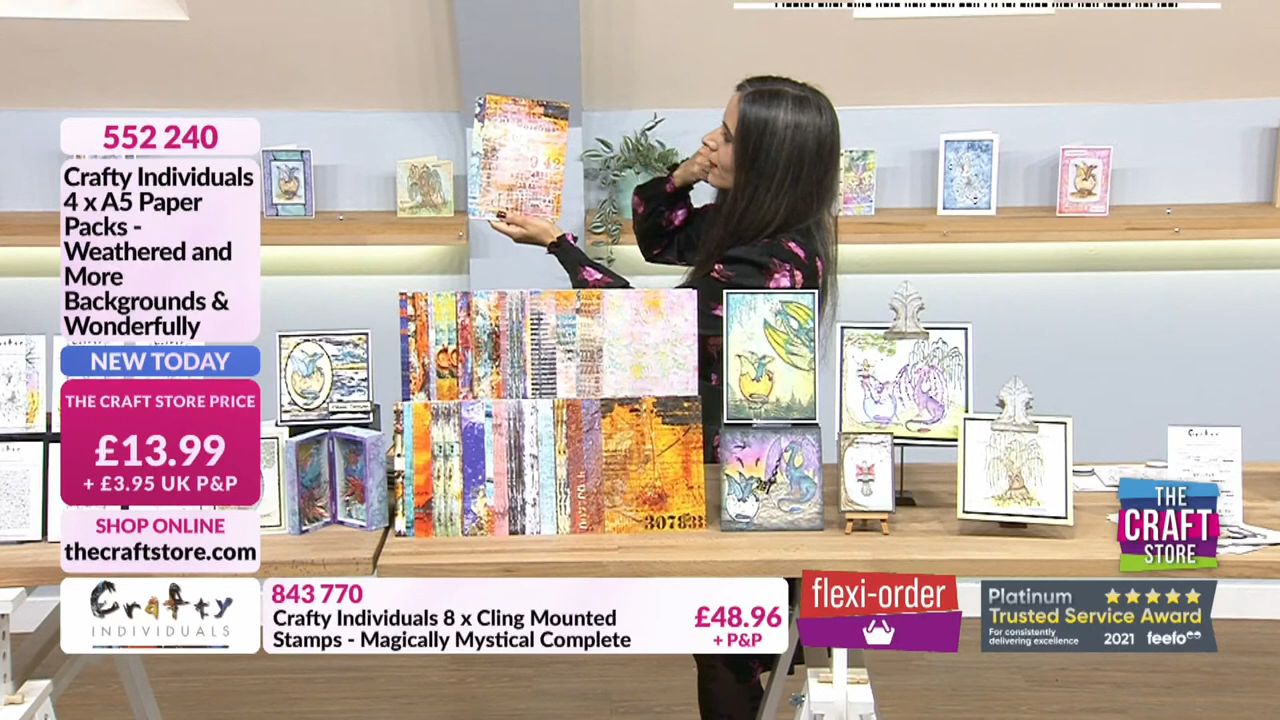 552 240
Crafty Individuals
4 x A5 Paper
Packs -
Weathered and
More
Backgrounds &
Wonderfully
NEW TODAY
THE CRAFT STORE PRICE
£13.99
+ £3.95 UK P&P
SHOP ONLINE
thecraftstore.com
Crafty
INDIVIDUALS
843 770
Crafty Individuals 8 x Cling Mounted
Stamps - Magically Mystical Complete
£48.96
+ P&P
flexi-order
Platinum
Trusted Service Award
For consistently
delivering excellence
2021 feefo
THE
CRAFT
STORE
30783